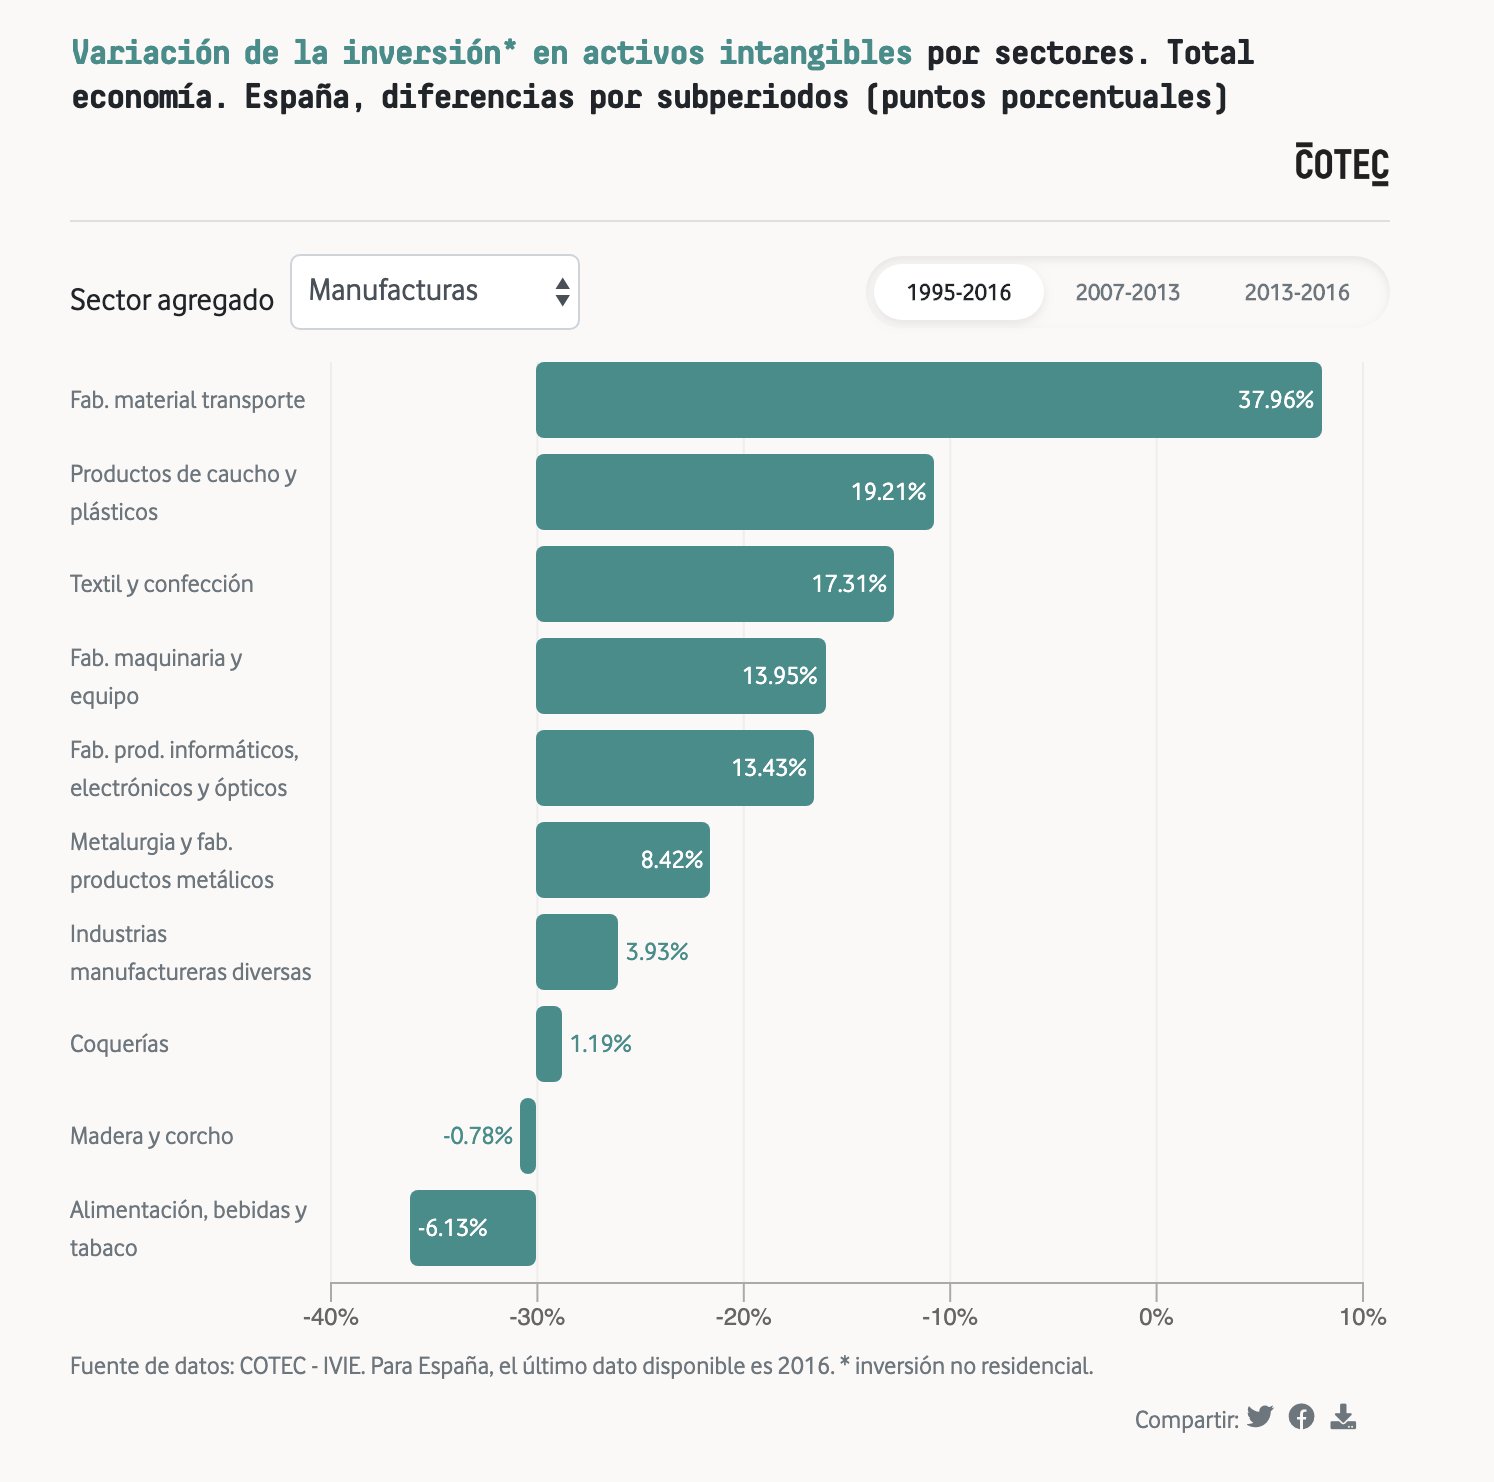 Variación de la inversión* en activos intangibles por sectores. Total
economía. España, diferencias por subperiodos (puntos porcentuales)
COTEC
Sector agregado
Manufacturas
1995-2016
2007-2013
2013-2016
Fab. material transporte
37.96%
Productos de caucho y
plásticos
19.21%
Textil y confección
17.31%
Fab. maquinaria y
equipo
13.95%
Fab. prod. informáticos,
electrónicos y ópticos
13.43%
Metalurgia y fab.
productos metálicos
8.42%
Industrias
manufactureras diversas
3.93%
Coquerías
1.19%
Madera y corcho
-0.78%
Alimentación, bebidas y
tabaco
-6.13%
-40%
-30%
-20%
-10%
0%
10%
Fuente de datos: COTEC - IVIE. Para España, el último dato disponible es 2016. * inversión no residencial.
Compartir: